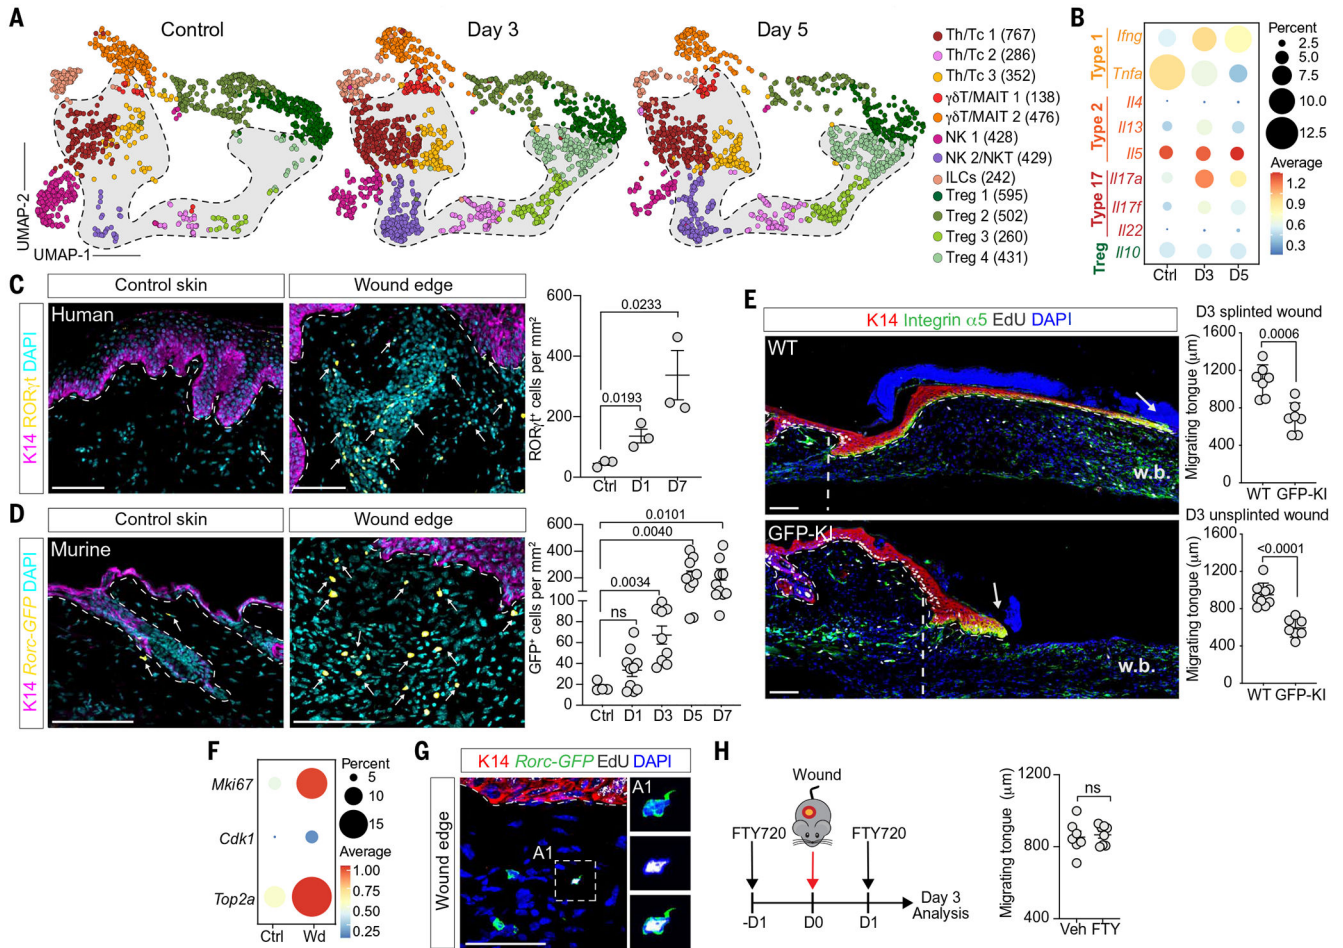 A
Control
Day 3
Day 5
UMAP-2
UMAP-1
Th/Tc 1 (767)
Th/Tc 2 (286)
Th/Tc 3 (352)
γδT/MAIT 1 (138)
γδT/MAIT 2 (476)
NK 1 (428)
NK 2/NKT (429)
ILCs (242)
Treg 1 (595)
Treg 2 (502)
Treg 3 (260)
Treg 4 (431)
B
Type 1
Type 2
Type 17
Treg
Ifng
Tnfa
Il4
Il13
Il5
Il17a
Il17f
Il22
Il10
Ctrl D3 D5
Percent
2.5
5.0
7.5
10.0
12.5
Average
1.2
0.9
0.6
0.3
C
Control skin
Wound edge
K14 RORγt DAPI
Human
RORγt⁺ cells per mm²
600
400
200
0
0.0233
0.0193
Ctrl D1 D7
D
Control skin
Wound edge
K14 Rorc-GFP DAPI
Murine
GFP⁺ cells per mm²
600
500
400
300
200
100
80
60
40
20
0
0.0101
0.0040
0.0034
ns
Ctrl D1 D3 D5 D7
E
K14 Integrin α5 EdU DAPI
WT
w.b.
GFP-KI
w.b.
D3 splinted wound
Migrating tongue (μm)
1600
1200
800
400
0
0.0006
WT GFP-KI
D3 unsplinted wound
Migrating tongue (μm)
1600
1200
800
400
0
<0.0001
WT GFP-KI
F
Mki67
Cdk1
Top2a
Ctrl Wd
Percent
5
10
15
Average
1.00
0.75
0.50
0.25
G
K14 Rorc-GFP EdU DAPI
Wound edge
A1
A1
H
Wound
FTY720
FTY720
-D1
D0
D1
Day 3
Analysis
Migrating tongue (μm)
1200
800
400
ns
Veh FTY